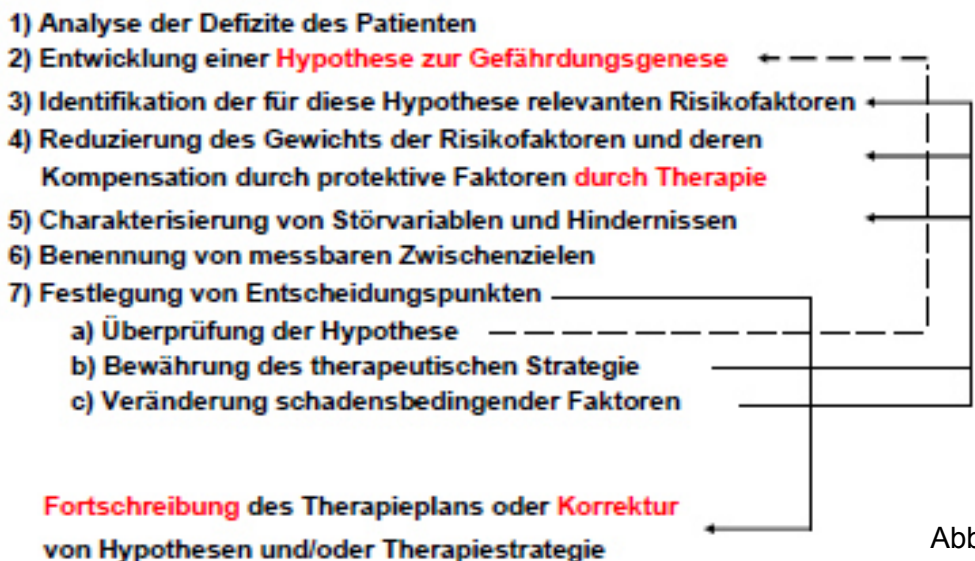 1) Analyse der Defizite des Patienten
2) Entwicklung einer Hypothese zur Gefährdungsgenese
3) Identifikation der für diese Hypothese relevanten Risikofaktoren
4) Reduzierung des Gewichts der Risikofaktoren und deren
Kompensation durch protektive Faktoren durch Therapie
5) Charakterisierung von Störvariablen und Hindernissen
6) Benennung von messbaren Zwischenzielen
7) Festlegung von Entscheidungspunkten
a) Überprüfung der Hypothese
b) Bewährung des therapeutischen Strategie
c) Veränderung schadensbedingender Faktoren
Fortschreibung des Therapieplans oder Korrektur
von Hypothesen und/oder Therapiestrategie
Abb